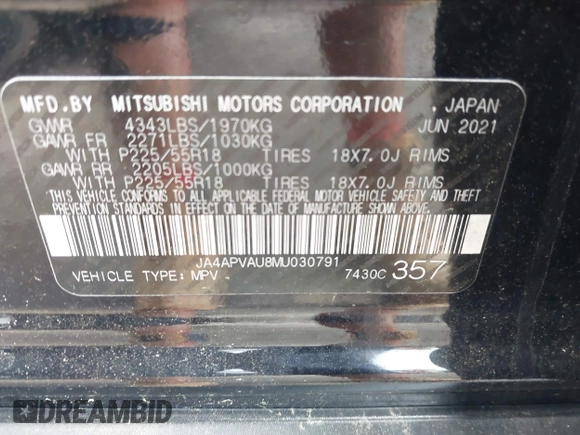 MFD.BY MITSUBISHI MOTORS CORPORATION . JAPAN
GVWR 4343LBS/1970KG JUN 2021
GAWR FR 2271LBS/1030KG
WITH P225/55R18 TIRES 18X7.0J RIMS
GAWR RR 2205LBS/1000KG
WITH P225/55R18 TIRES 18X7.0J RIMS
THIS VEHICLE CONFORMS TO ALL APPLICABLE FEDERAL MOTOR VEHICLE SAFETY AND THEFT
PREVENTION STANDARDS IN EFFECT ON THE DATE OF MANUFACTURE SHOWN ABOVE.
JA4APVAU8MU030791
VEHICLE TYPE: MPV 7430C 357
DREAMBID